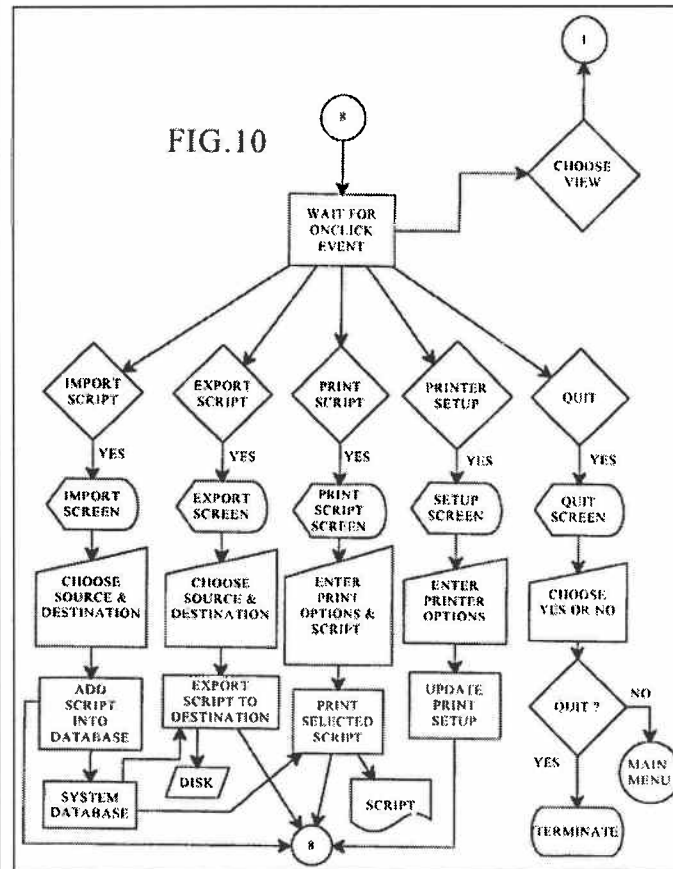 1
8
FIG.10
CHOOSE
VIEW
WAIT FOR
ONCLICK
EVENT
IMPORT
SCRIPT
EXPORT
SCRIPT
PRINT
SCRIPT
PRINTER
SETUP
QUIT
YES
YES
YES
YES
YES
IMPORT
SCREEN
EXPORT
SCREEN
PRINT
SCRIPT
SCREEN
SETUP
SCREEN
QUIT
SCREEN
CHOOSE
SOURCE &
DESTINATION
CHOOSE
SOURCE &
DESTINATION
ENTER
PRINT
OPTIONS &
SCRIPT
ENTER
PRINTER
OPTIONS
CHOOSE
YES OR NO
ADD
SCRIPT
INTO
DATABASE
EXPORT
SCRIPT TO
DESTINATION
PRINT
SELECTED
SCRIPT
UPDATE
PRINT
SETUP
QUIT ?
NO
YES
MAIN
MENU
SYSTEM
DATABASE
DISK
SCRIPT
8
TERMINATE